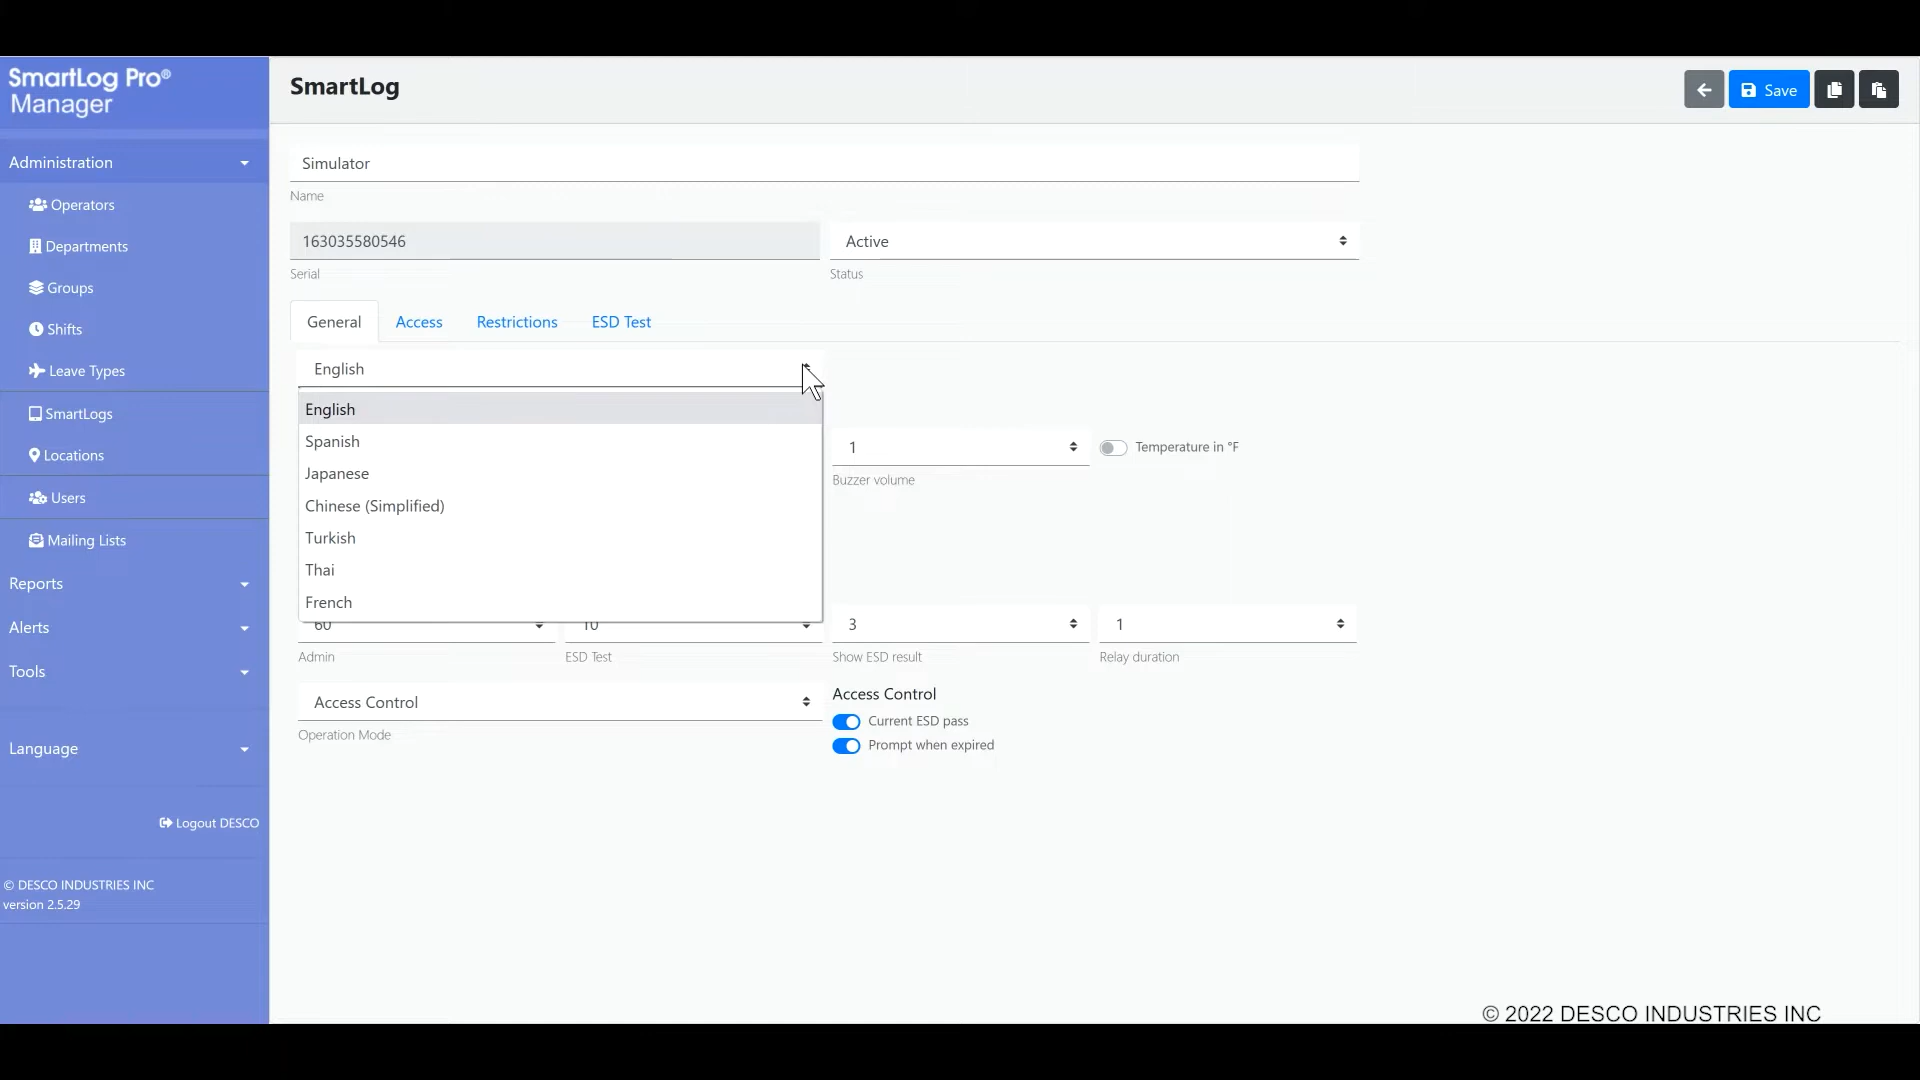 SmartLog Pro®
Manager
SmartLog
Save
Administration
Operators
Departments
Groups
Shifts
Leave Types
SmartLogs
Locations
Users
Mailing Lists
Reports
Alerts
Tools
Language
Logout DESCO
© DESCO INDUSTRIES INC
version 2.5.29
Simulator
Name
163035580546
Serial
Active
Status
General
Access
Restrictions
ESD Test
English
English
Spanish
Japanese
Chinese (Simplified)
Turkish
Thai
French
1
Buzzer volume
Temperature in °F
60
Admin
10
ESD Test
3
Show ESD result
1
Relay duration
Access Control
Operation Mode
Access Control
Current ESD pass
Prompt when expired
© 2022 DESCO INDUSTRIES INC